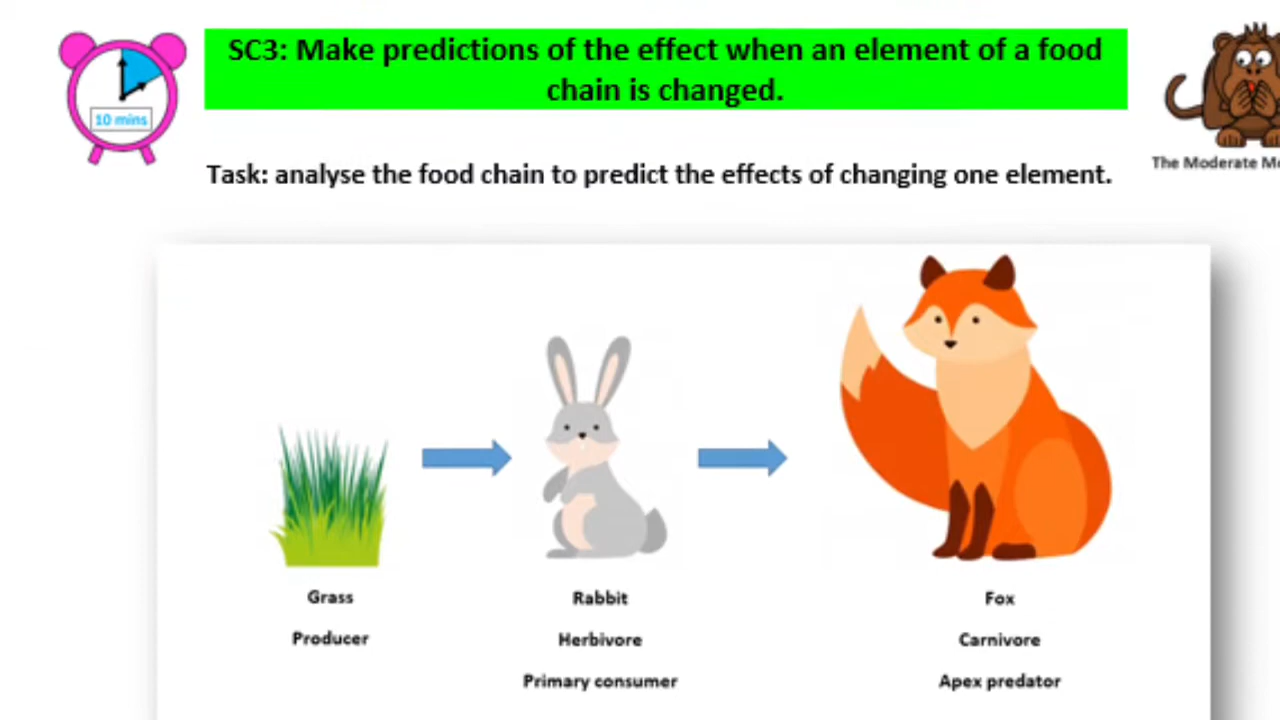 SC3: Make predictions of the effect when an element of a food
chain is changed.
10 mins
The Moderate
Task: analyse the food chain to predict the effects of changing one element.
Grass
Rabbit
Fox
Producer
Herbivore
Carnivore
Primary consumer
Apex predator